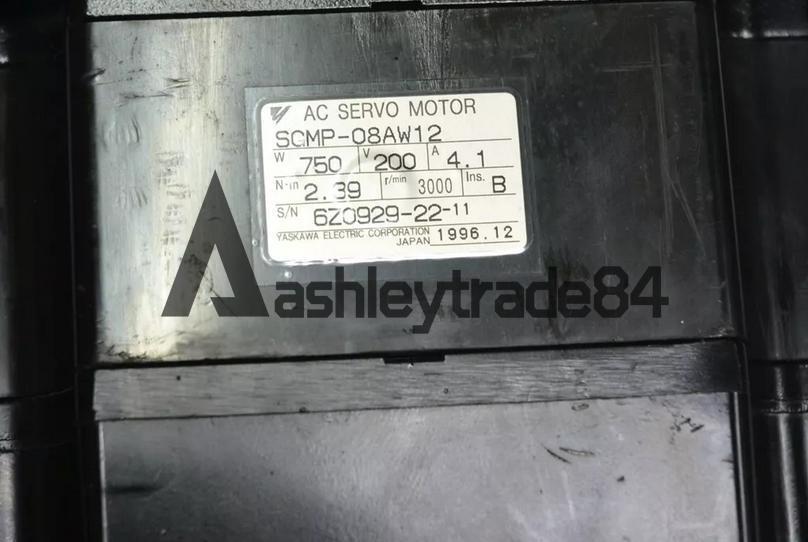 AC SERVO MOTOR
SGMP-08AW12
W 750 V 200 A 4.1
N·m 2.39 r/min 3000 Ins. B
S/N 6Z0929-22-11
YASKAWA ELECTRIC CORPORATION
JAPAN 1996.12
Aashleytrade84